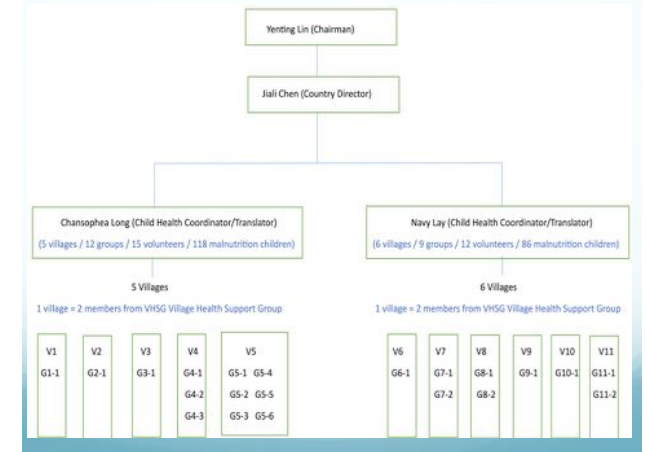 Yenting Lin (Chairman)
Jiali Chen (Country Director)
Chansophea Long (Child Health Coordinator/Translator)
(5 villages / 12 groups / 15 volunteers / 118 malnutrition children)
5 Villages
1 village = 2 members from VHSG Village Health Support Group
V1
G1-1
V2
G2-1
V3
G3-1
V4
G4-1
G4-2
G4-3
V5
G5-1 G5-4
G5-2 G5-5
G5-3 G5-6
Navy Lay (Child Health Coordinator/Translator)
(6 villages / 9 groups / 12 volunteers / 86 malnutrition children)
6 Villages
1 village = 2 members from VHSG Village Health Support Group
V6
G6-1
V7
G7-1
G7-2
V8
G8-1
G8-2
V9
G9-1
V10
G10-1
V11
G11-1
G11-2